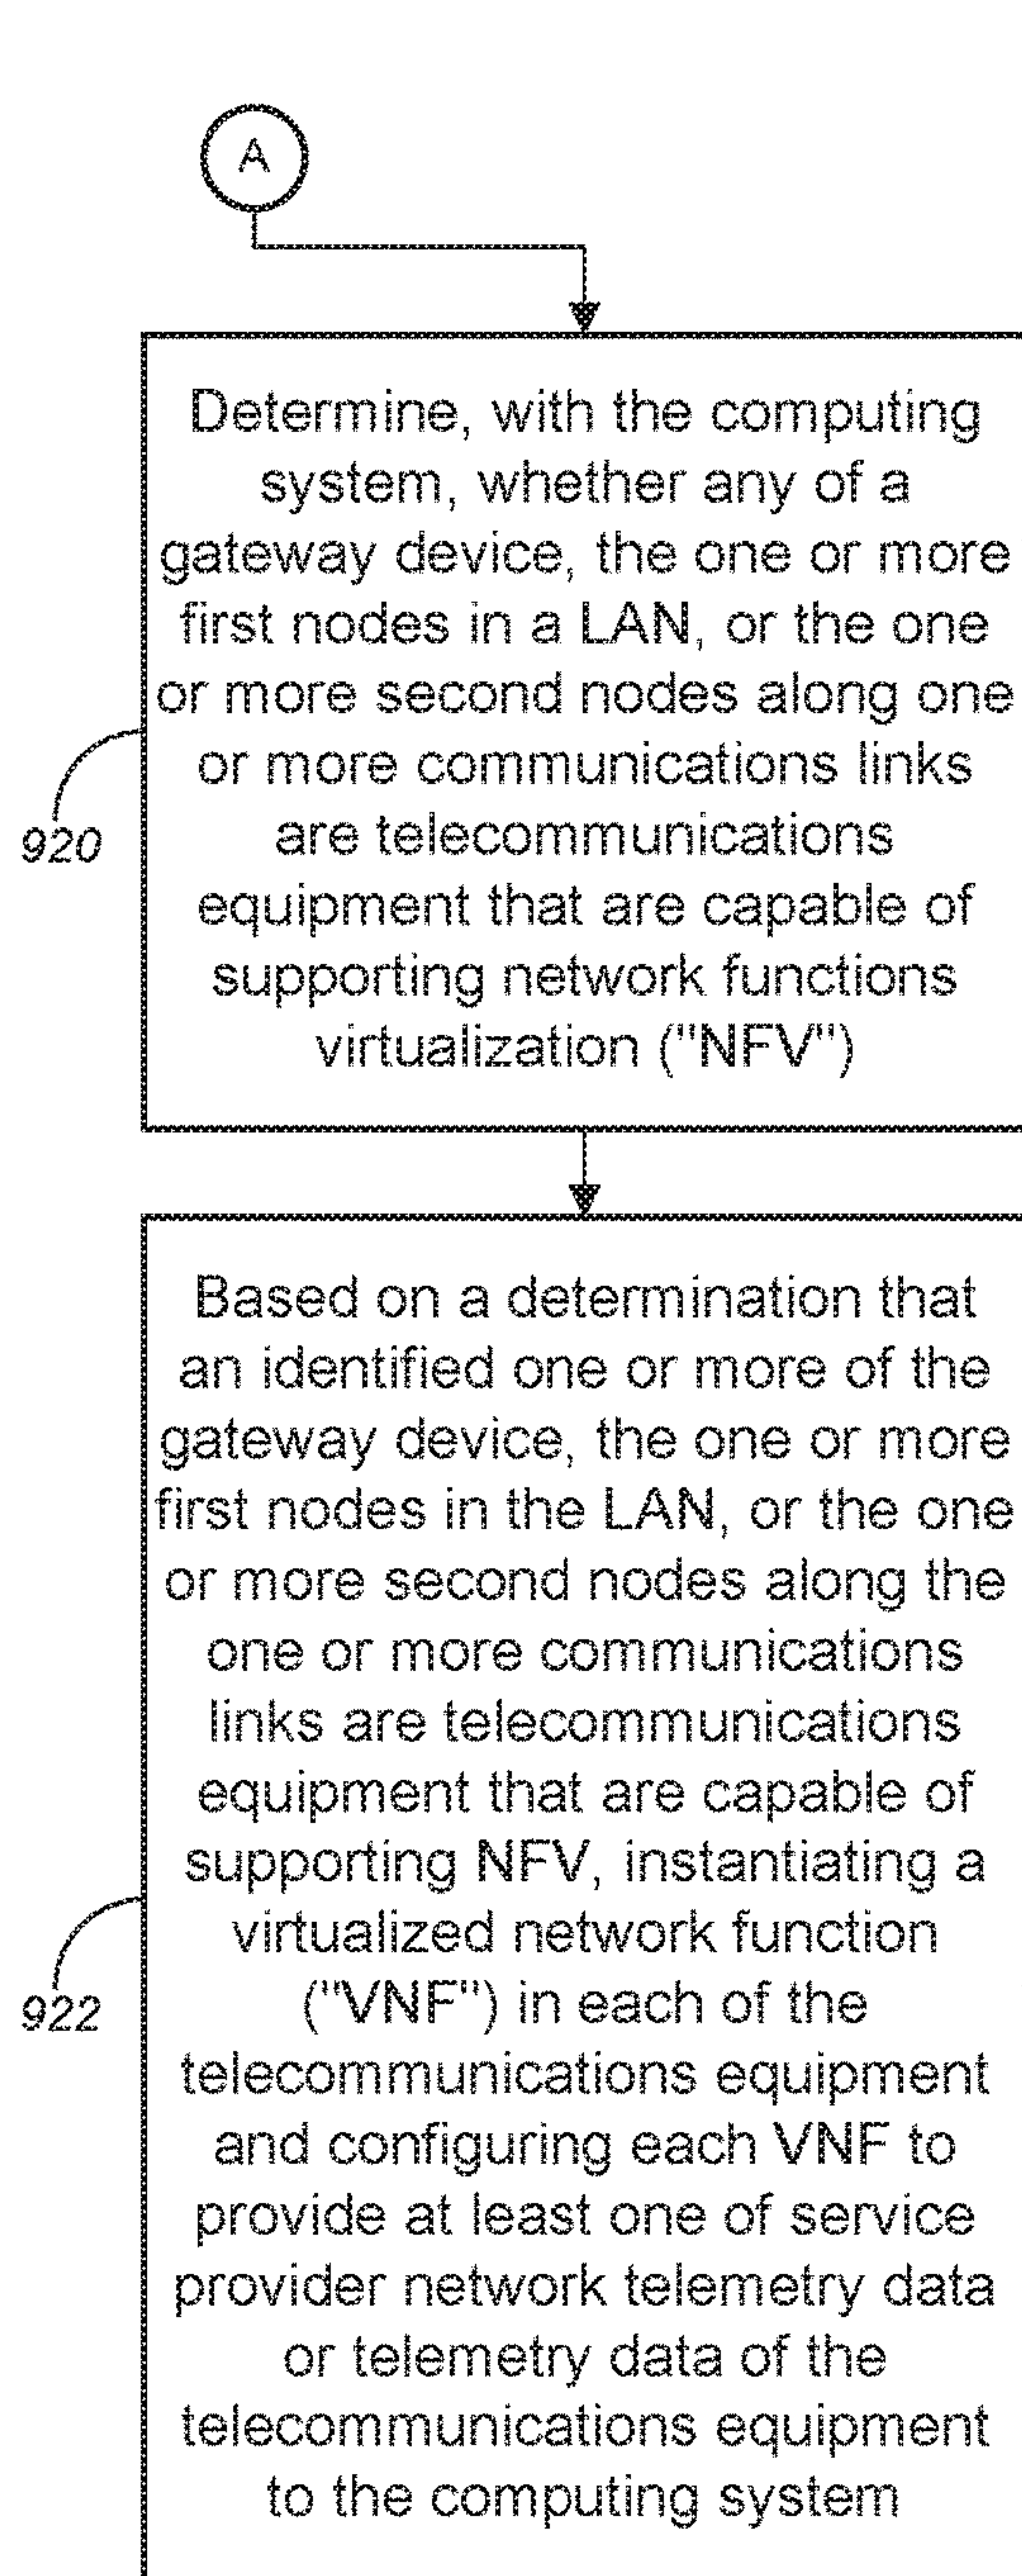 A
Determine, with the computing
system, whether any of a
gateway device, the one or more
first nodes in a LAN, or the one
or more second nodes along one
or more communications links
are telecommunications
equipment that are capable of
supporting network functions
virtualization ("NFV")
920
Based on a determination that
an identified one or more of the
gateway device, the one or more
first nodes in the LAN, or the one
or more second nodes along the
one or more communications
links are telecommunications
equipment that are capable of
supporting NFV, instantiating a
virtualized network function
("VNF") in each of the
telecommunications equipment
and configuring each VNF to
provide at least one of service
provider network telemetry data
or telemetry data of the
telecommunications equipment
to the computing system
922